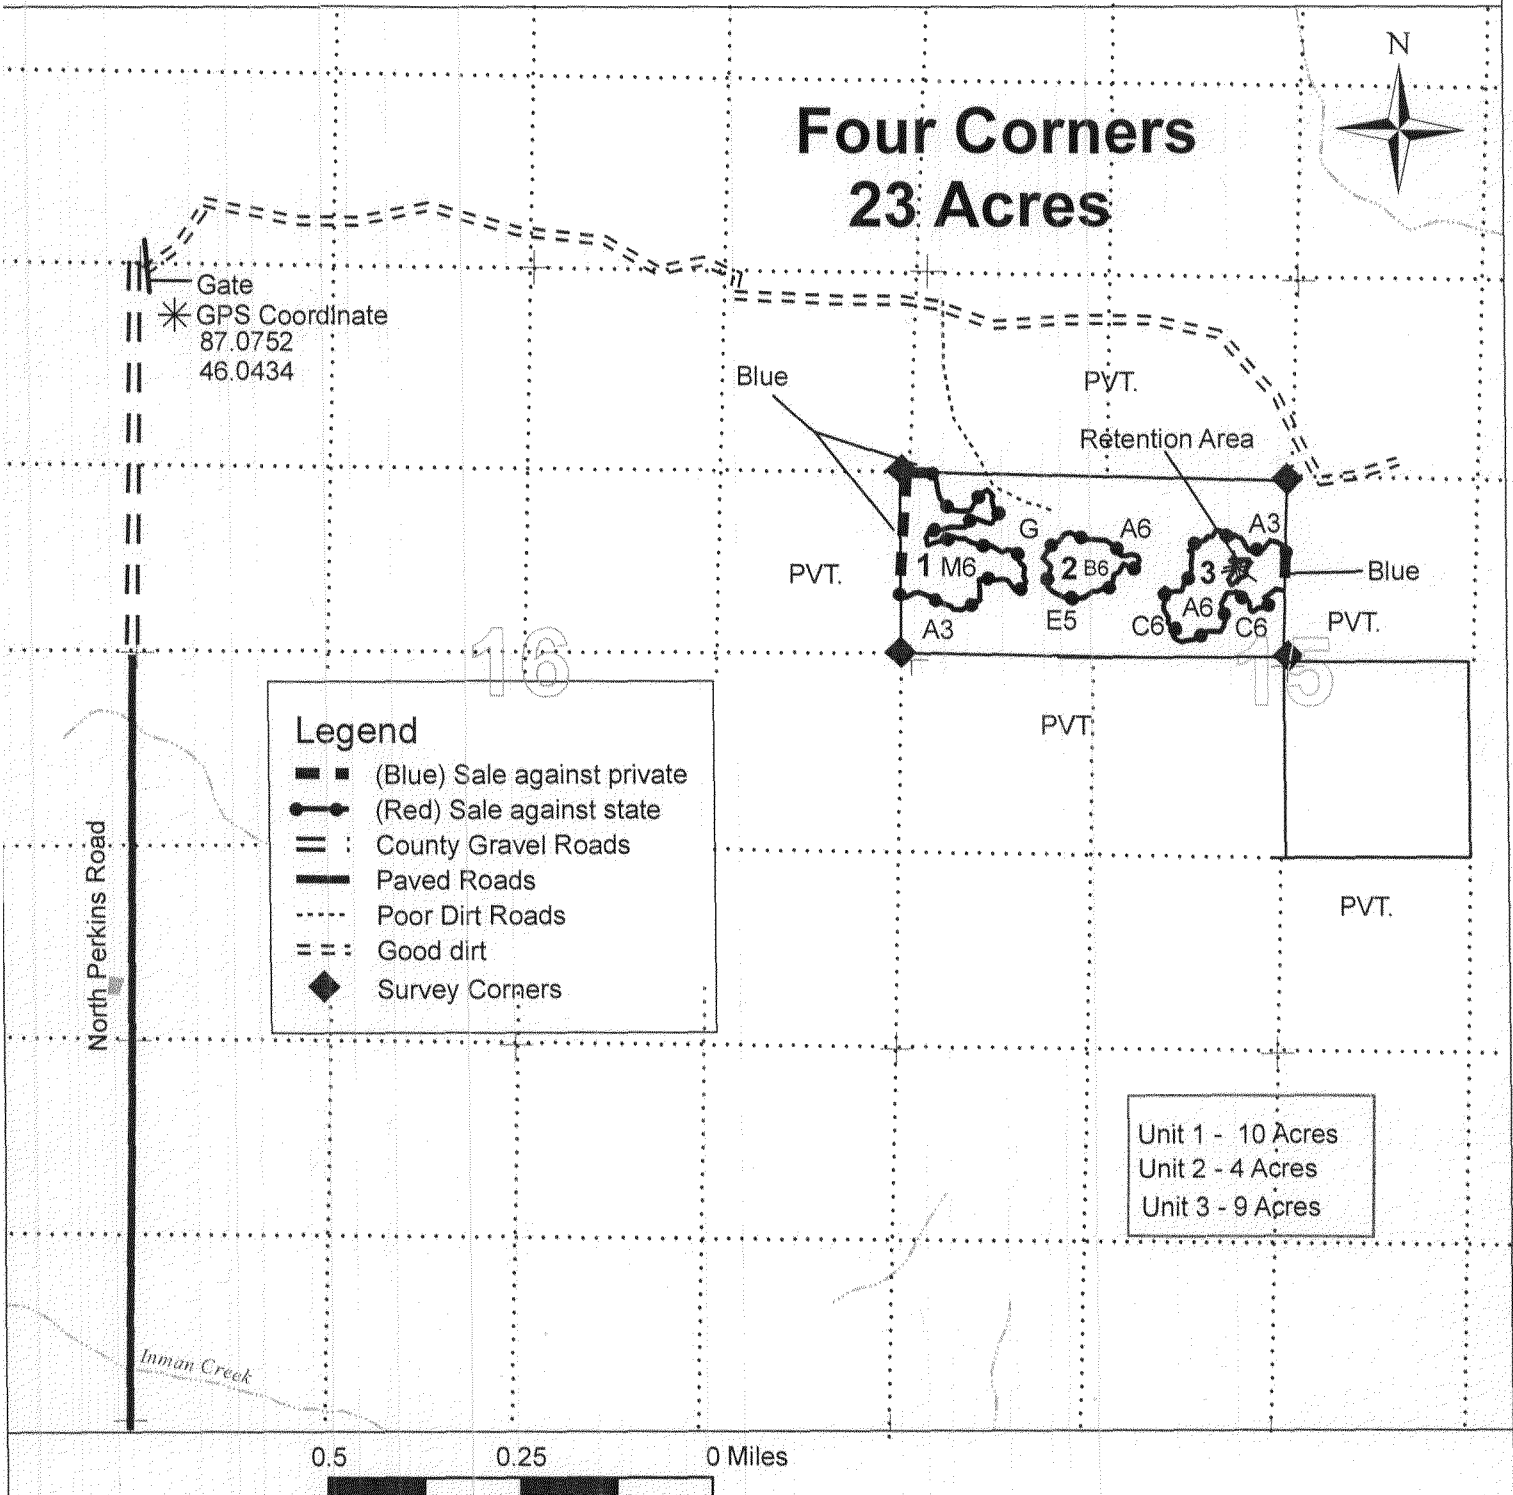 N
Four Corners
23 Acres
Gate
GPS Coordinate
87.0752
46.0434
Blue
PVT.
Retention Area
G
A6
A3
PVT.
1 M6
2 B6
3
Blue
A3
E5
C6
A6
C6
PVT.
16
15
PVT.
Legend
(Blue) Sale against private
(Red) Sale against state
County Gravel Roads
Paved Roads
Poor Dirt Roads
Good dirt
Survey Corners
North Perkins Road
PVT.
Unit 1 - 10 Acres
Unit 2 - 4 Acres
Unit 3 - 9 Acres
Inman Creek
0.5 0.25 0 Miles